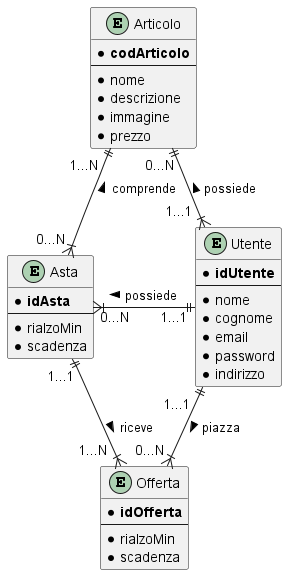 E Articolo
codArticolo
nome
descrizione
immagine
prezzo
1...N
0...N
comprende
possiede
0...N
1...1
E Asta
idAsta
rialzoMin
scadenza
E Utente
idUtente
nome
cognome
email
password
indirizzo
possiede
0...N
1...1
1...1
1...1
riceve
piazza
1...N
0...N
E Offerta
idOfferta
rialzoMin
scadenza